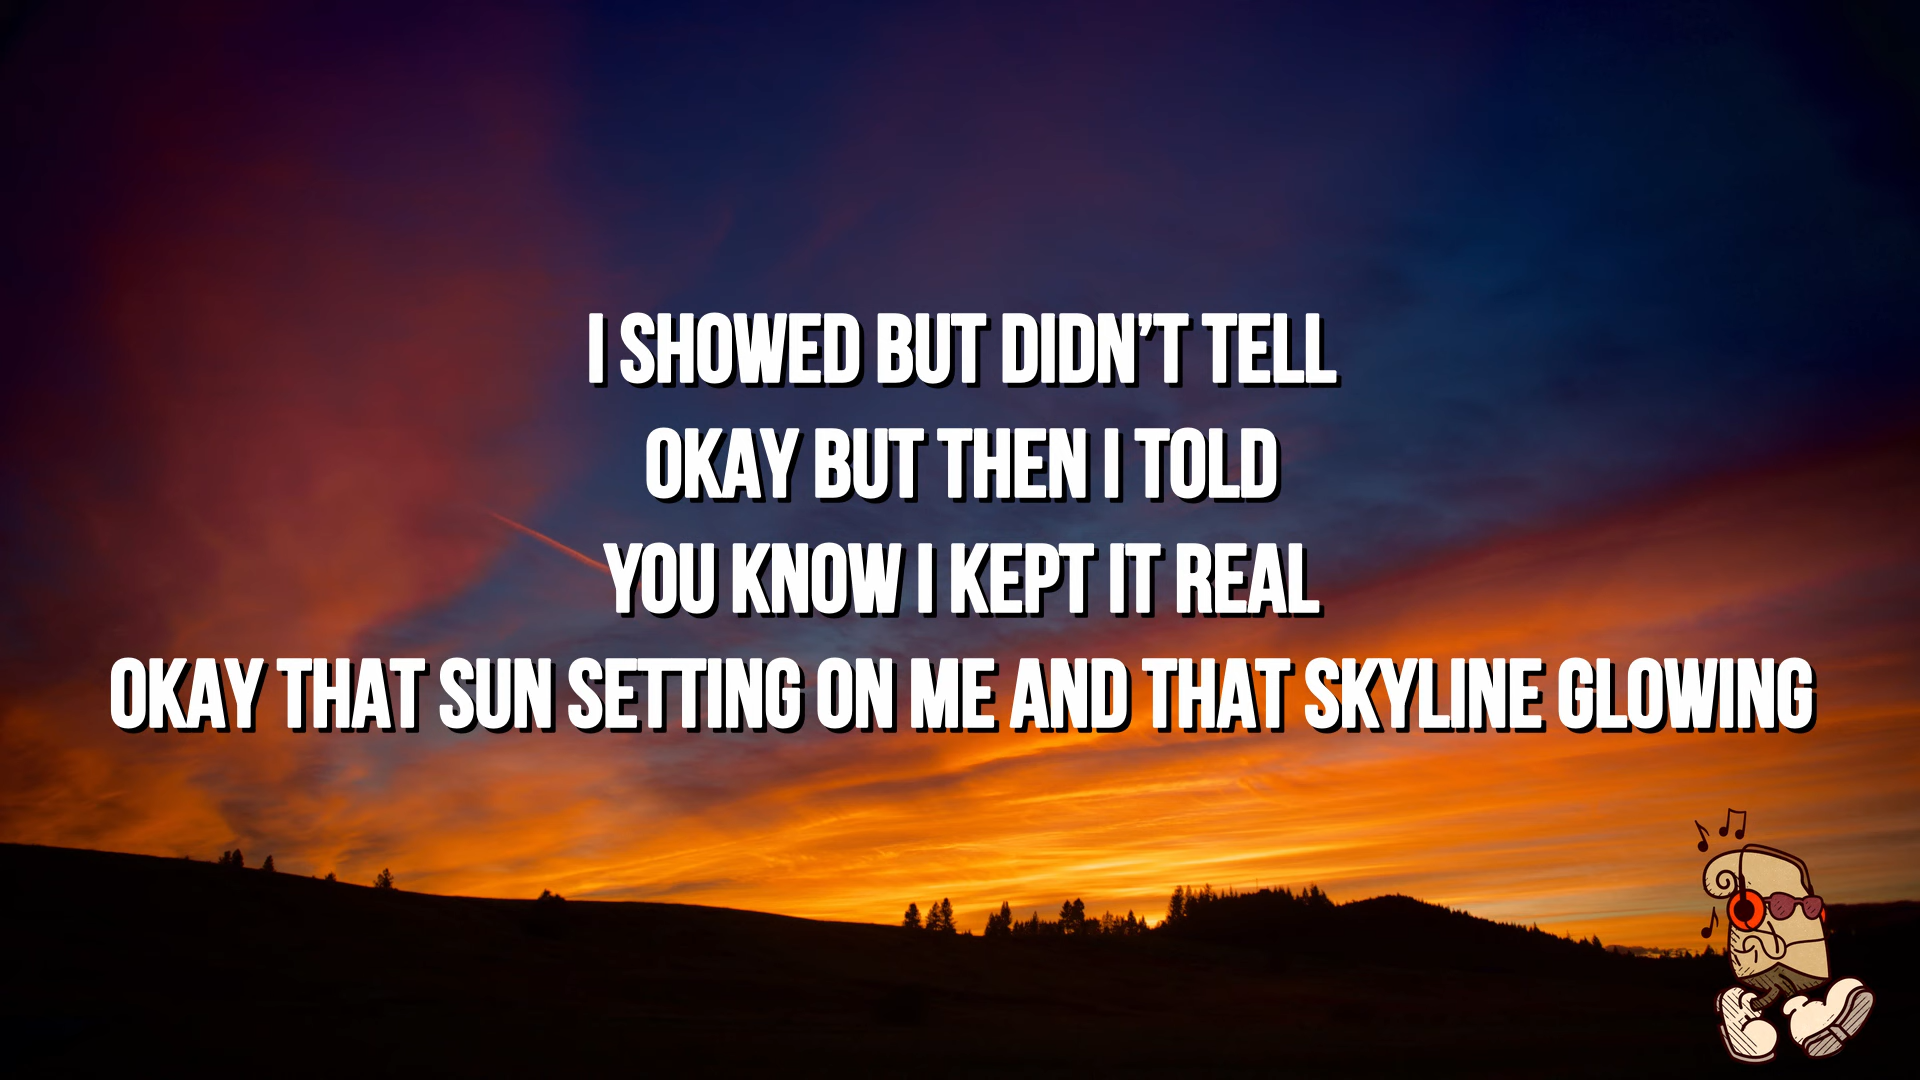 I SHOWED BUT DIDN’T TELL
OKAY BUT THEN I TOLD
YOU KNOW I KEPT IT REAL
OKAY THAT SUN SETTING ON ME AND THAT SKYLINE GLOWING